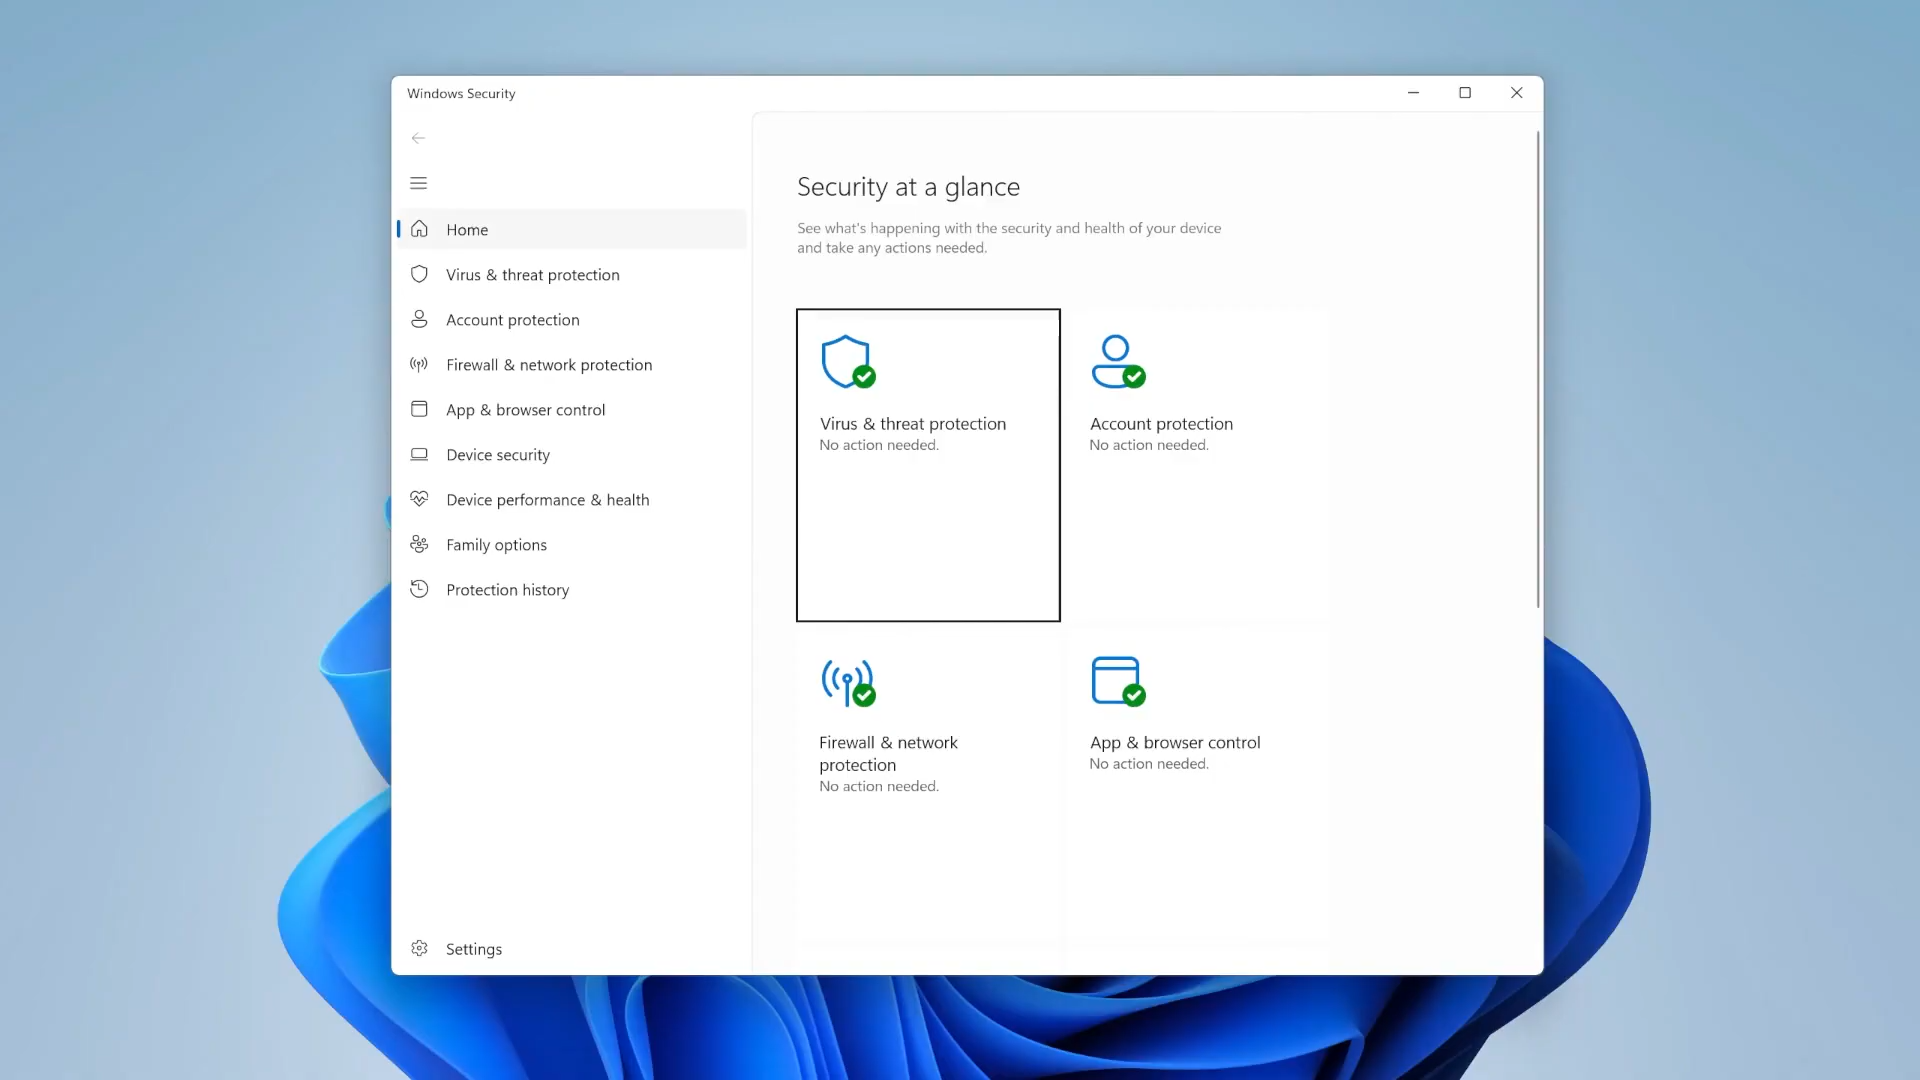 Windows Security
Home
Virus & threat protection
Account protection
Firewall & network protection
App & browser control
Device security
Device performance & health
Family options
Protection history
Settings
Security at a glance
See what's happening with the security and health of your device
and take any actions needed.
Virus & threat protection
No action needed.
Account protection
No action needed.
Firewall & network
protection
No action needed.
App & browser control
No action needed.